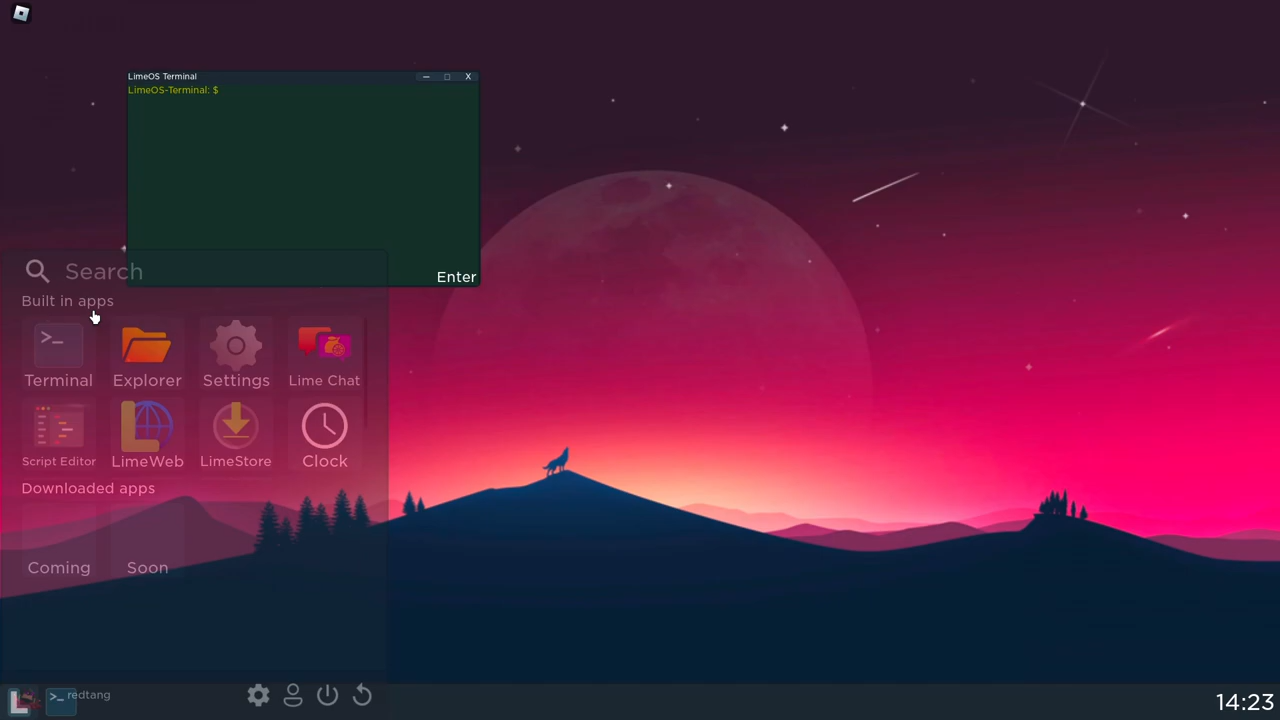 LimeOS Terminal
X
LimeOS-Terminal: $
Enter
Search
Built in apps
Terminal Explorer Settings Lime Chat
Script Editor LimeWeb LimeStore Clock
Downloaded apps
Coming Soon
redtang
14:23